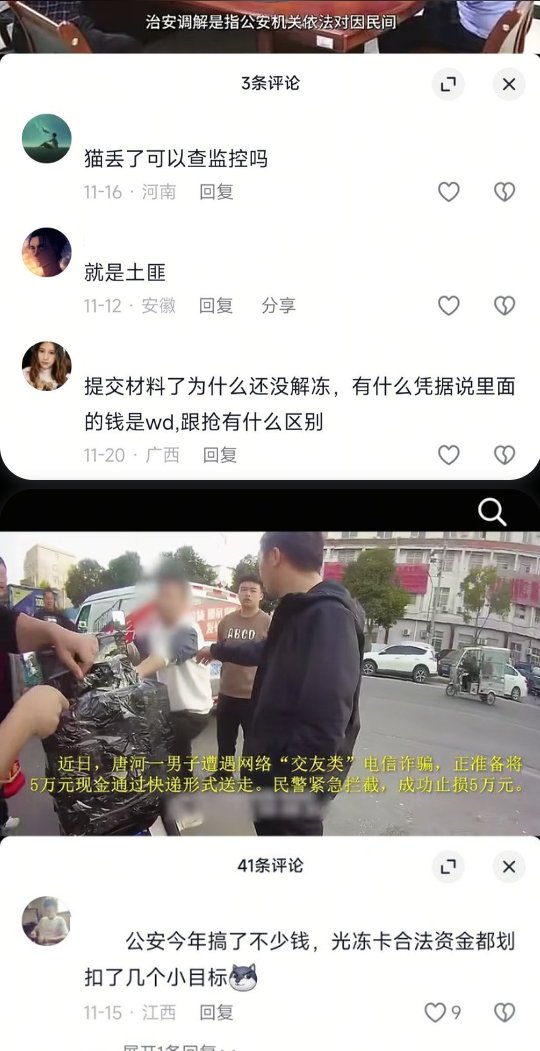 治安调解是指公安机关依法对因民间
3条评论
猫丢了可以查监控吗
11-16 · 河南 回复
就是土匪
11-12 · 安徽 回复 分享
提交材料了为什么还没解冻，有什么凭据说里面
的钱是wd,跟抢有什么区别
11-20 · 广西 回复
ABCD
近日，唐河一男子遭遇网络“交友类”电信诈骗，正准备将
5万元现金通过快递形式送走。民警紧急拦截，成功止损5万元。
41条评论
公安今年搞了不少钱，光冻卡合法资金都划
扣了几个小目标
11-15 · 江西 回复 9
展开1条回复